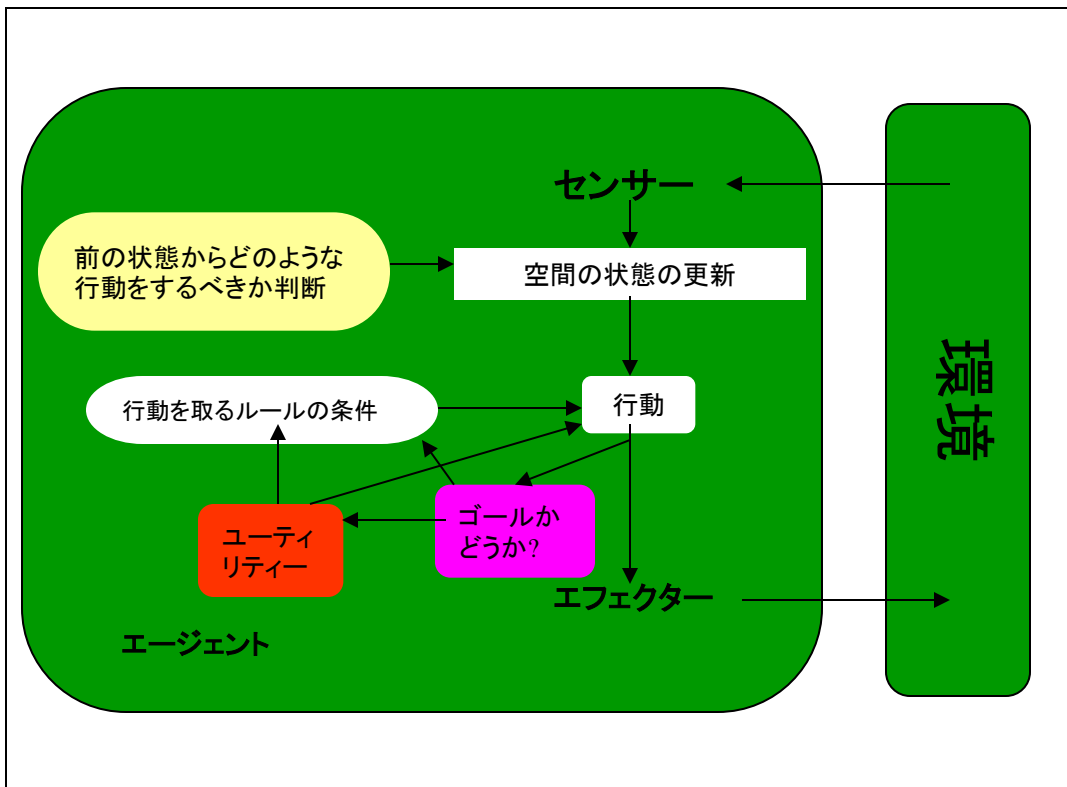 センサー
前の状態からどのような
行動をするべきか判断
空間の状態の更新
環境
行動を取るルールの条件
行動
ユーティ
リティー
ゴールか
どうか?
エフェクター
エージェント